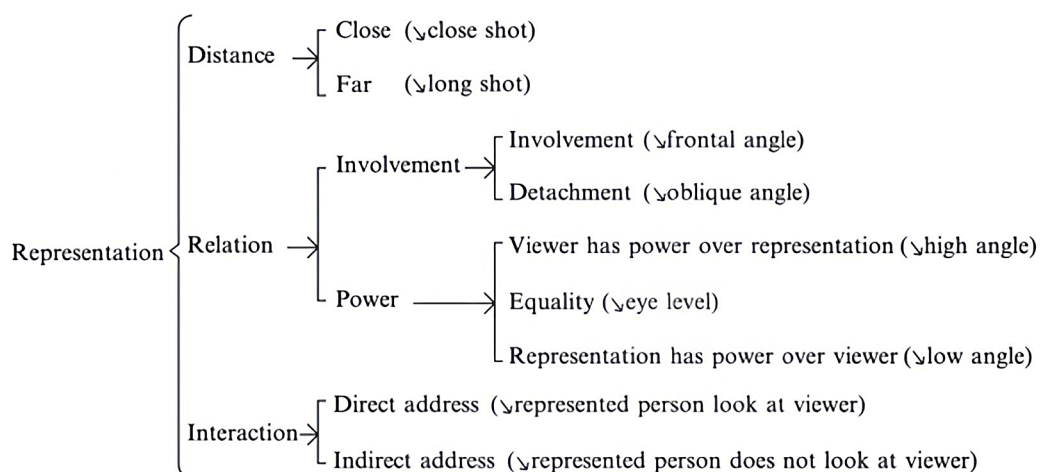 Close (↘close shot)
Distance
Far (↘long shot)
Involvement (↘frontal angle)
Involvement
Detachment (↘oblique angle)
Representation
Relation
Viewer has power over representation (↘high angle)
Power
Equality (↘eye level)
Representation has power over viewer (↘low angle)
Direct address (↘represented person look at viewer)
Interaction
Indirect address (↘represented person does not look at viewer)